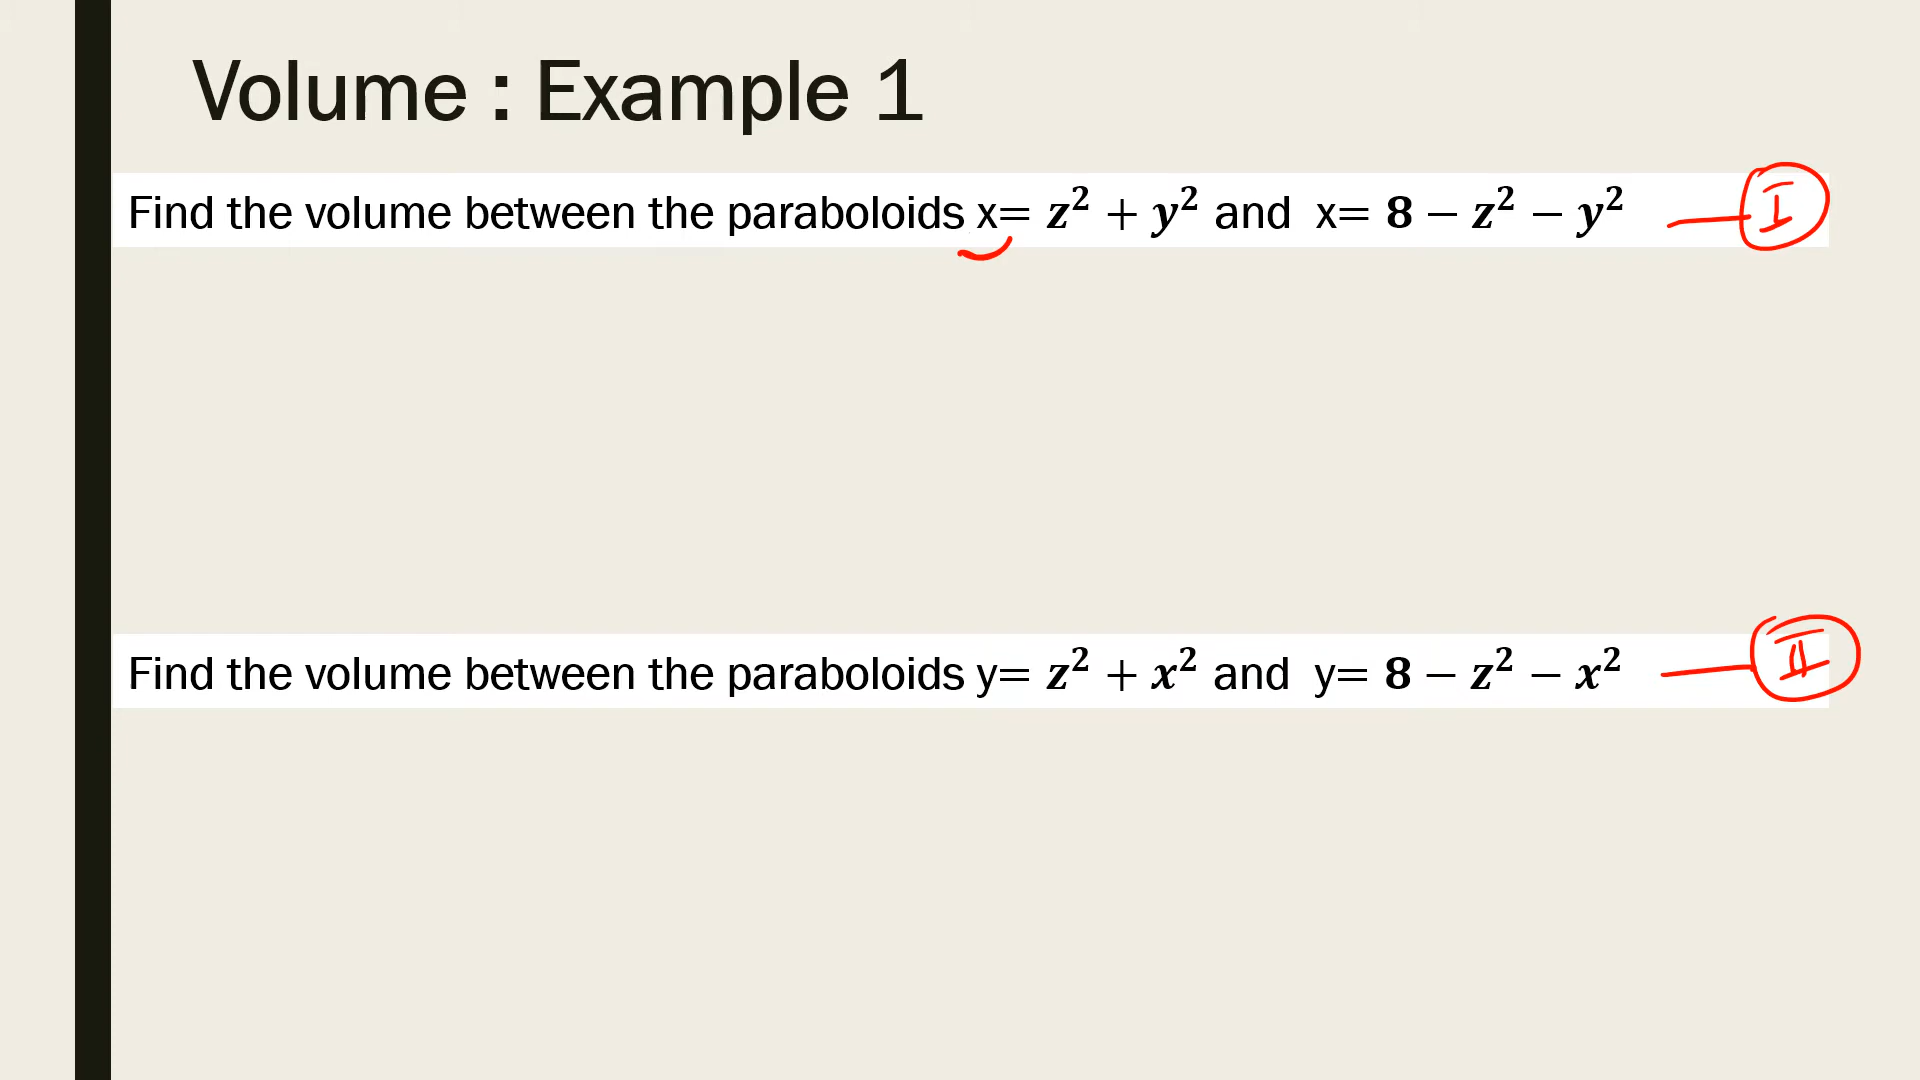 Volume : Example 1
Find the volume between the paraboloids x= z² + y² and x= 8 − z² − y² I
Find the volume between the paraboloids y= z² + x² and y= 8 − z² − x² II